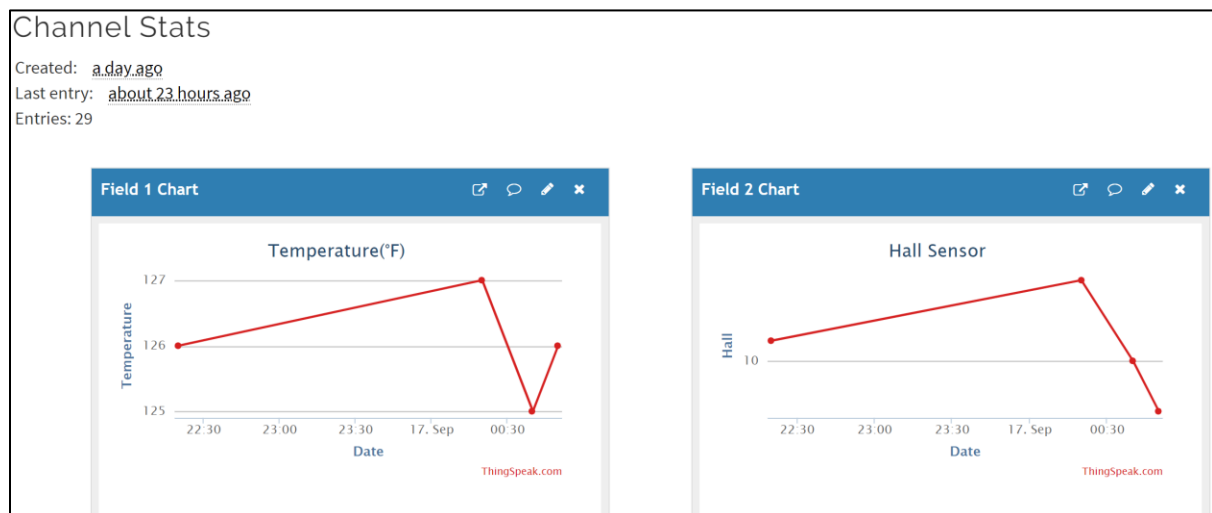 Channel Stats
Created: a day ago
Last entry: about 23 hours ago
Entries: 29
Field 1 Chart
Temperature(°F)
127
126
125
Temperature
22:30 23:00 23:30 17. Sep 00:30
Date
ThingSpeak.com
Field 2 Chart
Hall Sensor
10
Hall
22:30 23:00 23:30 17. Sep 00:30
Date
ThingSpeak.com